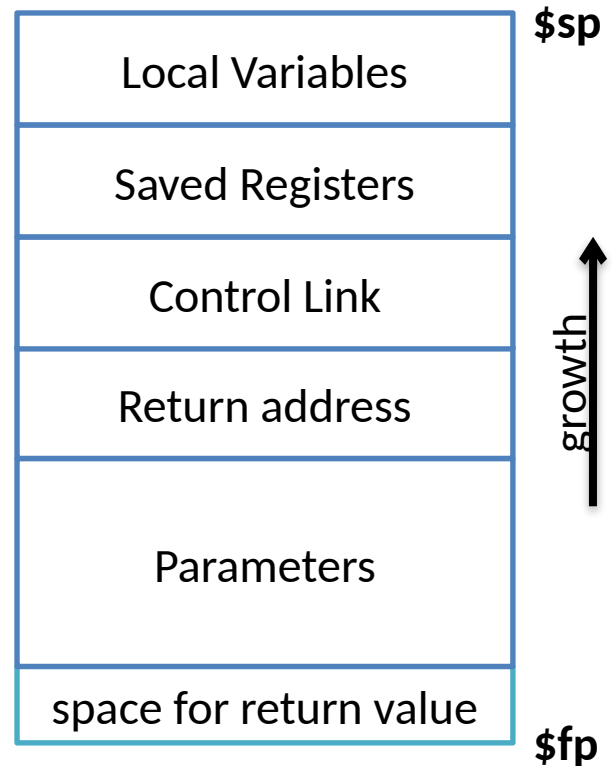 $sp
Local Variables
Saved Registers
Control Link
growth
Return address
Parameters
space for return value
$fp